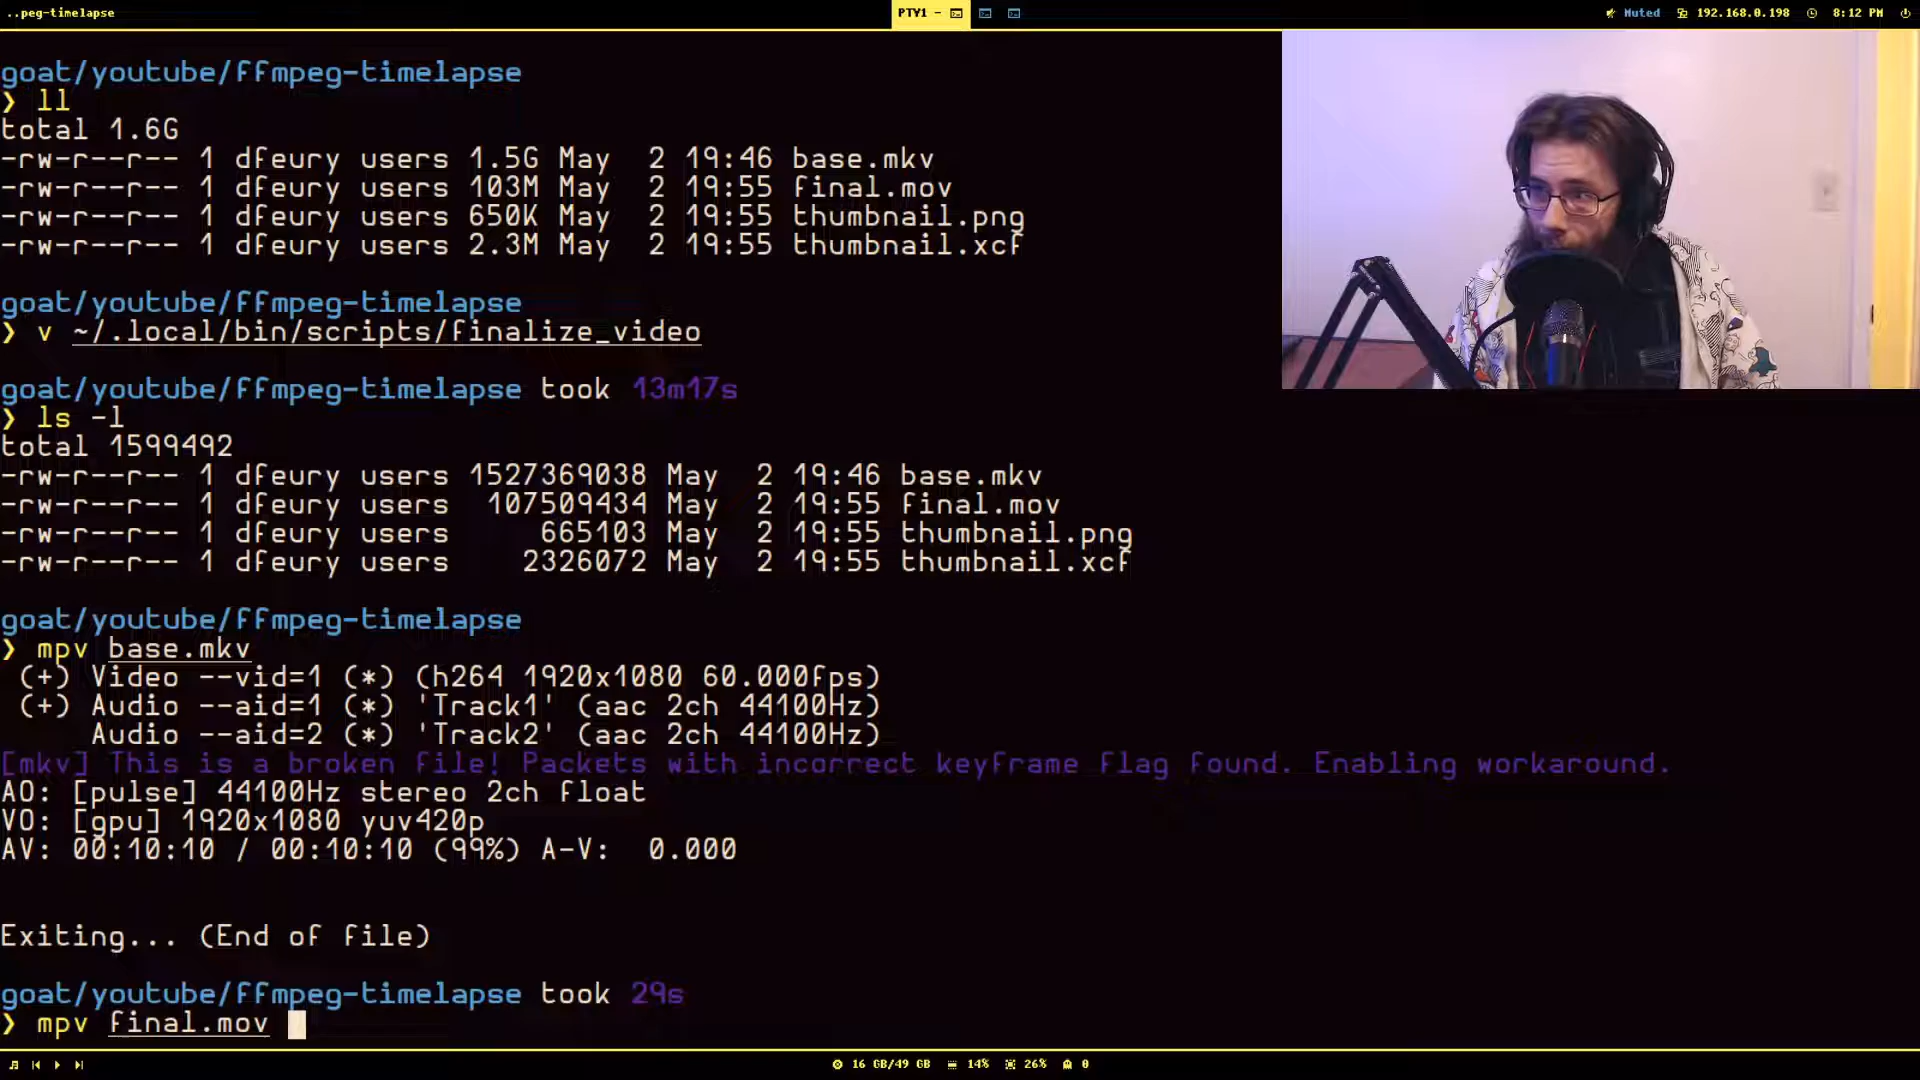 ..peg-timelapse
PTY1 -
Muted 192.168.0.198 8:12 PM
goat/youtube/ffmpeg-timelapse
❯ ll
total 1.6G
-rw-r--r-- 1 dfeury users 1.5G May  2 19:46 base.mkv
-rw-r--r-- 1 dfeury users 103M May  2 19:55 final.mov
-rw-r--r-- 1 dfeury users 650K May  2 19:55 thumbnail.png
-rw-r--r-- 1 dfeury users 2.3M May  2 19:55 thumbnail.xcf
goat/youtube/ffmpeg-timelapse
❯ v ~/.local/bin/scripts/finalize_video
goat/youtube/ffmpeg-timelapse took 13m17s
❯ ls -l
total 1599492
-rw-r--r-- 1 dfeury users 1527369038 May  2 19:46 base.mkv
-rw-r--r-- 1 dfeury users  107509434 May  2 19:55 final.mov
-rw-r--r-- 1 dfeury users     665103 May  2 19:55 thumbnail.png
-rw-r--r-- 1 dfeury users    2326072 May  2 19:55 thumbnail.xcf
goat/youtube/ffmpeg-timelapse
❯ mpv base.mkv
(+) Video --vid=1 (*) (h264 1920x1080 60.000fps)
(+) Audio --aid=1 (*) 'Track1' (aac 2ch 44100Hz)
Audio --aid=2 (*) 'Track2' (aac 2ch 44100Hz)
[mkv] This is a broken file! Packets with incorrect keyframe flag found. Enabling workaround.
AO: [pulse] 44100Hz stereo 2ch float
VO: [gpu] 1920x1080 yuv420p
AV: 00:10:10 / 00:10:10 (99%) A-V:  0.000
Exiting... (End of file)
goat/youtube/ffmpeg-timelapse took 29s
❯ mpv final.mov
16 GB/49 GB 14% 26% 0